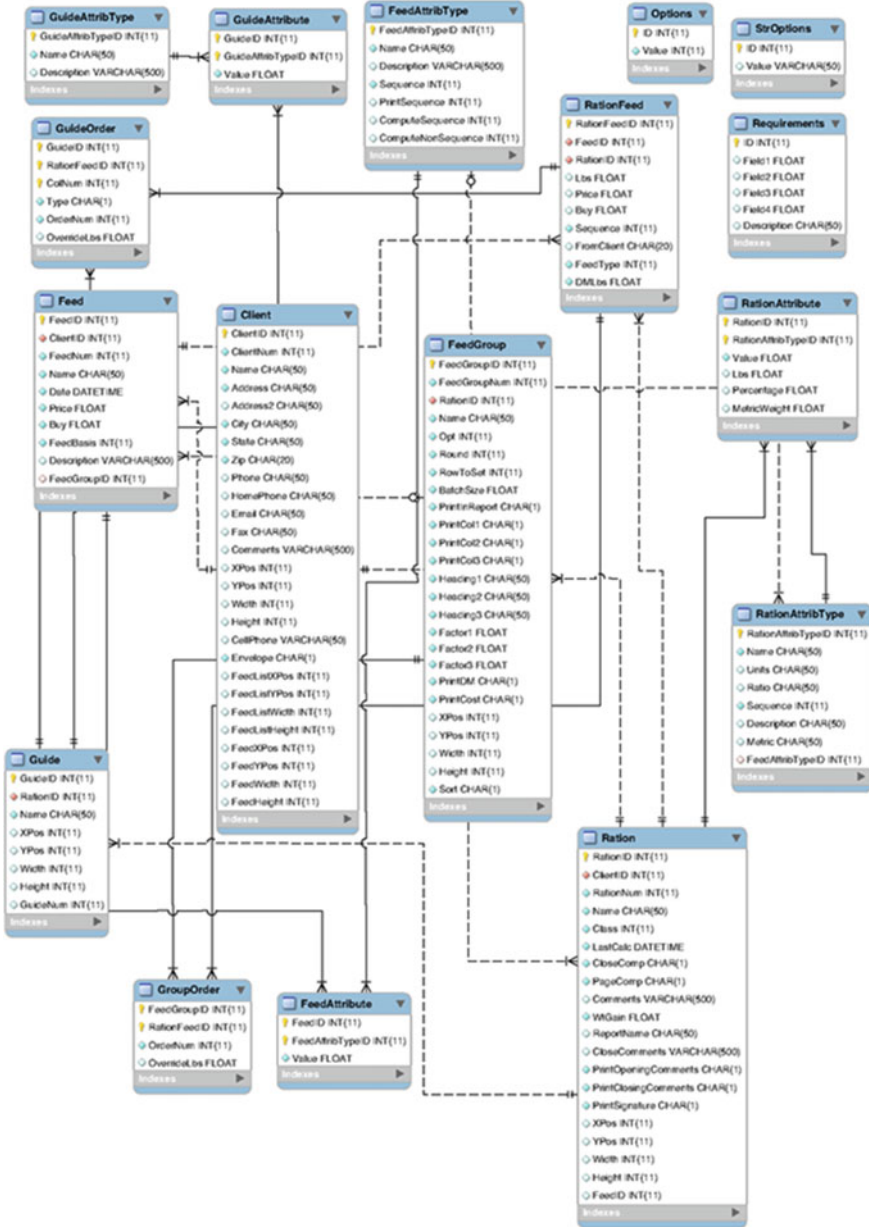 GuideAttribType
GuideAttribTypeID INT(11)
Name CHAR(50)
Description VARCHAR(500)
Indexes
GuideAttribute
GuideID INT(11)
GuideAttribTypeID INT(11)
Value FLOAT
Indexes
FeedAttribType
FeedAttribTypeID INT(11)
Name CHAR(50)
Description VARCHAR(500)
Sequence INT(11)
PrintSequence INT(11)
ComputeSequence INT(11)
ComputeNonSequence INT(11)
Indexes
Options
ID INT(11)
Value INT(11)
Indexes
StrOptions
ID INT(11)
Value VARCHAR(50)
Indexes
GuideOrder
GuideID INT(11)
RationFeedID INT(11)
ColNum INT(11)
Type CHAR(1)
OrderNum INT(11)
OverrideLbs FLOAT
Indexes
RationFeed
RationFeedID INT(11)
FeedID INT(11)
RationID INT(11)
Lbs FLOAT
Price FLOAT
Buy FLOAT
Sequence INT(11)
FromClient CHAR(20)
FeedType INT(11)
DMLbs FLOAT
Indexes
Requirements
ID INT(11)
Field1 FLOAT
Field2 FLOAT
Field3 FLOAT
Field4 FLOAT
Description CHAR(50)
Indexes
Feed
FeedID INT(11)
ClientID INT(11)
FeedNum INT(11)
Name CHAR(50)
Date DATETIME
Price FLOAT
Buy FLOAT
FeedBasis INT(11)
Description VARCHAR(500)
FeedGroupID INT(11)
Indexes
Client
ClientID INT(11)
ClientNum INT(11)
Name CHAR(50)
Address CHAR(50)
Address2 CHAR(50)
City CHAR(50)
State CHAR(50)
Zip CHAR(20)
Phone CHAR(50)
HomePhone CHAR(50)
Email CHAR(50)
Fax CHAR(50)
Comments VARCHAR(500)
XPos INT(11)
YPos INT(11)
Width INT(11)
Height INT(11)
CellPhone VARCHAR(50)
Envelope CHAR(1)
FeedListXPos INT(11)
FeedListYPos INT(11)
FeedListWidth INT(11)
FeedListHeight INT(11)
FeedXPos INT(11)
FeedYPos INT(11)
FeedWidth INT(11)
FeedHeight INT(11)
Indexes
FeedGroup
FeedGroupID INT(11)
FeedGroupNum INT(11)
RationID INT(11)
Name CHAR(50)
Opt INT(11)
Round INT(11)
RowToSet INT(11)
BatchSize FLOAT
PrintInReport CHAR(1)
PrintCol1 CHAR(1)
PrintCol2 CHAR(1)
PrintCol3 CHAR(1)
Heading1 CHAR(50)
Heading2 CHAR(50)
Heading3 CHAR(50)
Factor1 FLOAT
Factor2 FLOAT
Factor3 FLOAT
PrintDM CHAR(1)
PrintCost CHAR(1)
XPos INT(11)
YPos INT(11)
Width INT(11)
Height INT(11)
Sort CHAR(1)
Indexes
RationAttribute
RationID INT(11)
RationAttribTypeID INT(11)
Value FLOAT
Lbs FLOAT
Percentage FLOAT
MetricWeight FLOAT
Indexes
RationAttribType
RationAttribTypeID INT(11)
Name CHAR(50)
Units CHAR(50)
Ratio CHAR(50)
Sequence INT(11)
Description CHAR(50)
Metric CHAR(50)
FeedAttribTypeID INT(11)
Indexes
Guide
GuideID INT(11)
RationID INT(11)
Name CHAR(50)
XPos INT(11)
YPos INT(11)
Width INT(11)
Height INT(11)
GuideNum INT(11)
Indexes
Ration
RationID INT(11)
ClientID INT(11)
RationNum INT(11)
Name CHAR(50)
Class INT(11)
LastCalc DATETIME
CloseComp CHAR(1)
PageComp CHAR(1)
Comments VARCHAR(500)
WtGain FLOAT
ReportName CHAR(50)
CloseComments VARCHAR(500)
PrintOpeningComments CHAR(1)
PrintClosingComments CHAR(1)
PrintSignature CHAR(1)
XPos INT(11)
YPos INT(11)
Width INT(11)
Height INT(11)
FeedID INT(11)
Indexes
GroupOrder
FeedGroupID INT(11)
RationFeedID INT(11)
OrderNum INT(11)
OverrideLbs FLOAT
Indexes
FeedAttribute
FeedID INT(11)
FeedAttribTypeID INT(11)
Value FLOAT
Indexes